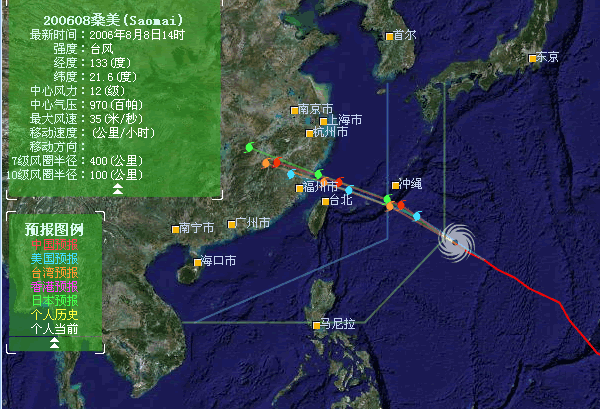 200608桑美(Saomai)
最新时间：2006年8月8日14时
强度：台风
经度：133(度)
纬度：21.6(度)
中心风力：12(级)
中心气压：970(百帕)
最大风速：35(米/秒)
移动速度：(公里/小时)
移动方向：
7级风圈半径：400(公里)
10级风圈半径：100(公里)
首尔
东京
南京市
上海市
杭州市
福州市
冲绳
台北
广州市
南宁市
海口市
马尼拉
预报图例
中国预报
美国预报
台湾预报
香港预报
日本预报
个人历史
个人当前